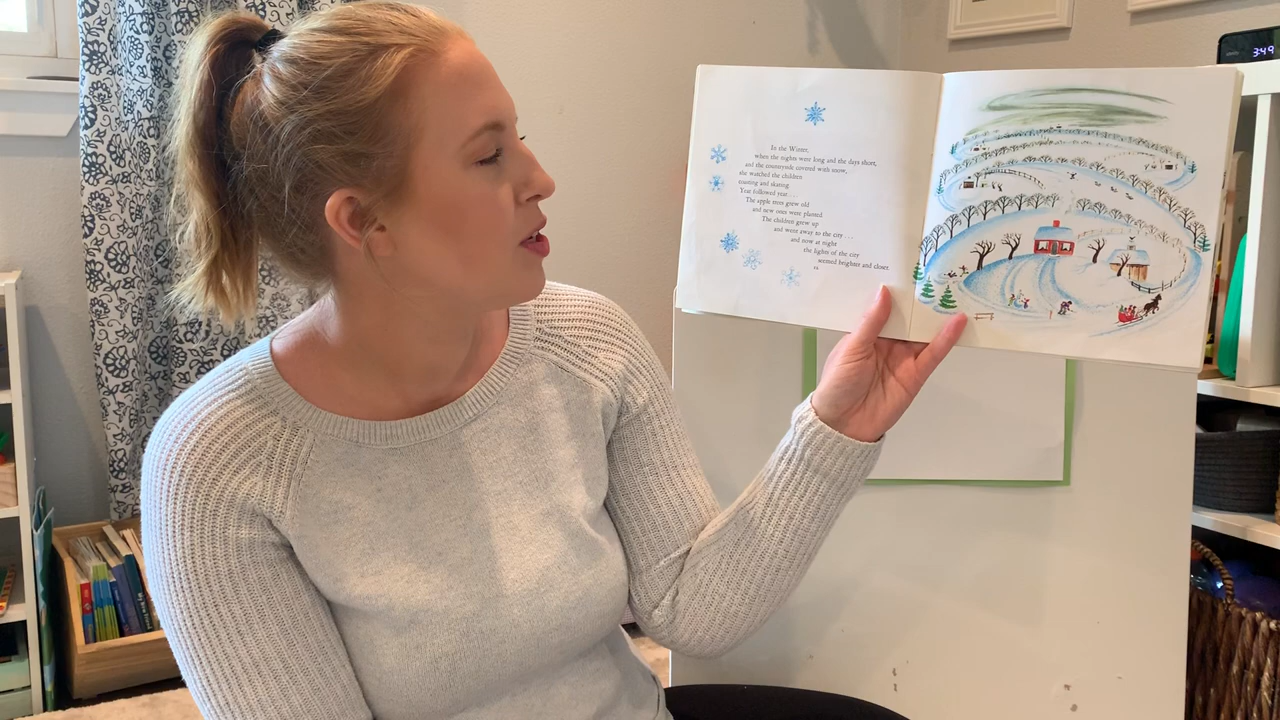 In the Winter,
when the nights were long and the days short,
and the countryside covered with snow,
she watched the children
coasting and skating.
Year followed year . . . .
The apple trees grew old
and new ones were planted
The children grew up
and went away to the city . . .
and now at night
the lights of the city
seemed brighter and closer.
3:49